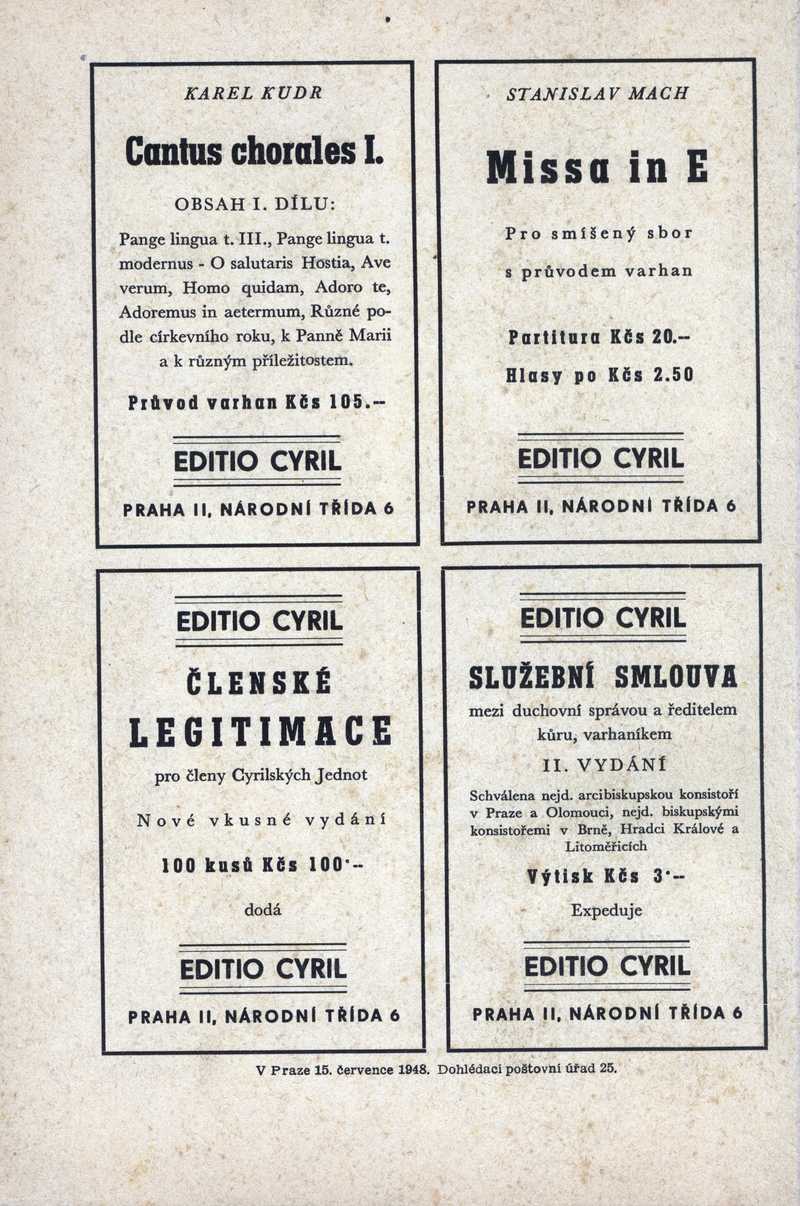 KAREL KUDR
Cantus chorales I.
OBSAH I. DÍLU:
Pange lingua t. III., Pange lingua t.
modernus - O salutaris Hostia, Ave
verum, Homo quidam, Adoro te,
Adoremus in aetermum, Různé po-
dle církevního roku, k Panně Marii
a k různým příležitostem.
Průvod varhan Kčs 105.--
EDITIO CYRIL
PRAHA II, NÁRODNÍ TŘÍDA 6
STANISLAV MACH
Missa in E
Pro smíšený sbor
s průvodem varhan
Partitura Kčs 20.--
Hlasy po Kčs 2.50
EDITIO CYRIL
PRAHA II, NÁRODNÍ TŘÍDA 6
EDITIO CYRIL
ČLENSKÉ
LEGITIMACE
pro členy Cyrilských Jednot
Nové vkusné vydání
100 kusů Kčs 100·--
dodá
EDITIO CYRIL
PRAHA II, NÁRODNÍ TŘÍDA 6
EDITIO CYRIL
SLUŽEBNÍ SMLOUVA
mezi duchovní správou a ředitelem
kůru, varhaníkem
II. VYDÁNÍ
Schválena nejd. arcibiskupskou konsistoří
v Praze a Olomouci, nejd. biskupskými
konsistořemi v Brně, Hradci Králové a
Litoměřicích
Výtisk Kčs 3·--
Expeduje
EDITIO CYRIL
PRAHA II, NÁRODNÍ TŘÍDA 6
V Praze 15. července 1948. Dohlédací poštovní úřad 25.